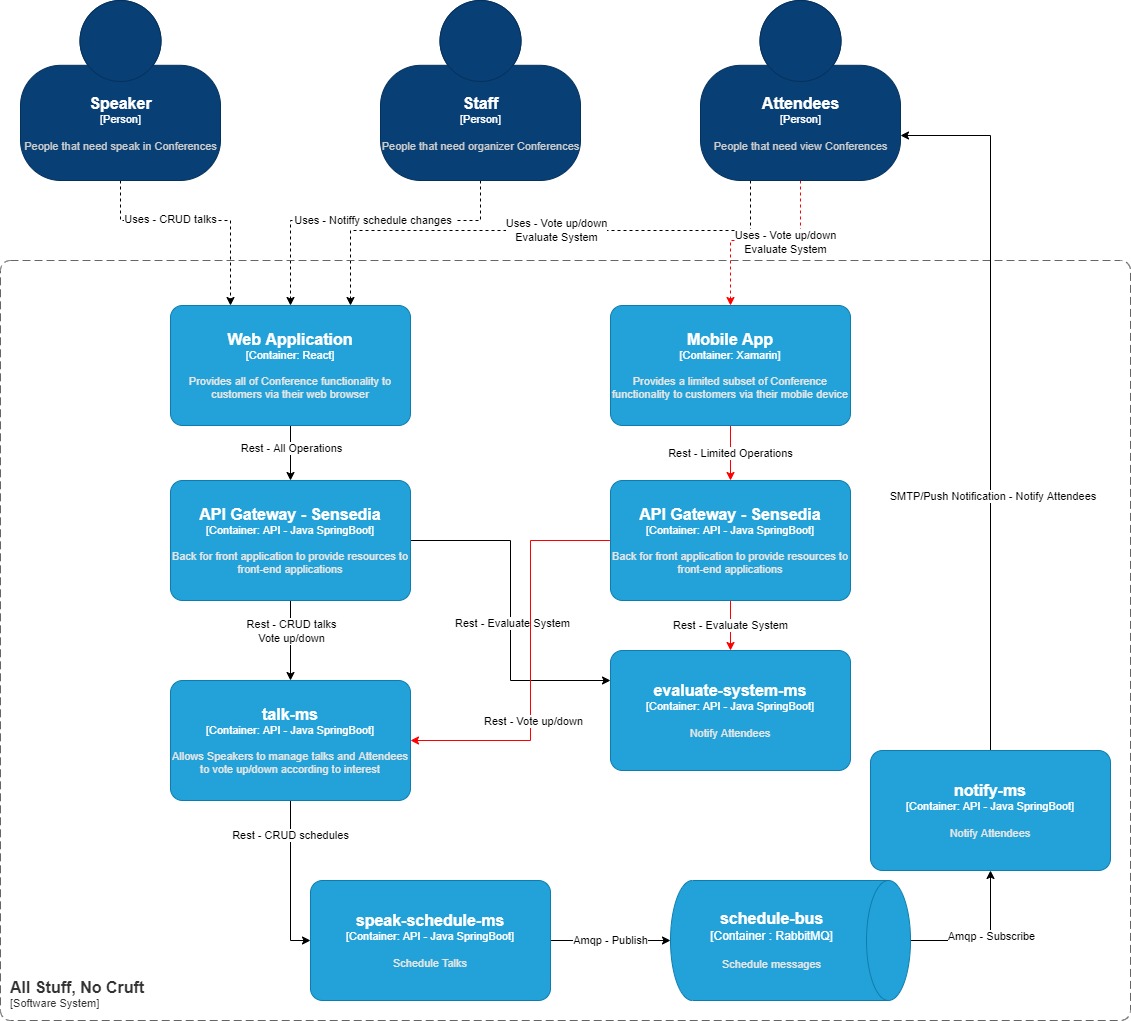 Speaker
[Person]
People that need speak in Conferences
Staff
[Person]
People that need organizer Conferences
Attendees
[Person]
People that need view Conferences
Uses - CRUD talks
Uses - Notiffy schedule changes
Uses - Vote up/down
Evaluate System
Uses - Vote up/down
Evaluate System
Web Application
[Container: React]
Provides all of Conference functionality to
customers via their web browser
Mobile App
[Container: Xamarin]
Provides a limited subset of Conference
functionality to customers via their mobile device
Rest - All Operations
Rest - Limited Operations
SMTP/Push Notification - Notify Attendees
API Gateway - Sensedia
[Container: API - Java SpringBoot]
Back for front application to provide resources to
front-end applications
API Gateway - Sensedia
[Container: API - Java SpringBoot]
Back for front application to provide resources to
front-end applications
Rest - CRUD talks
Vote up/down
Rest - Evaluate System
Rest - Evaluate System
talk-ms
[Container: API - Java SpringBoot]
Allows Speakers to manage talks and Attendees
to vote up/down according to interest
Rest - Vote up/down
evaluate-system-ms
[Container: API - Java SpringBoot]
Notify Attendees
notify-ms
[Container: API - Java SpringBoot]
Notify Attendees
Rest - CRUD schedules
speak-schedule-ms
[Container: API - Java SpringBoot]
Schedule Talks
Amqp - Publish
schedule-bus
[Container : RabbitMQ]
Schedule messages
Amqp - Subscribe
All Stuff, No Cruft
[Software System]